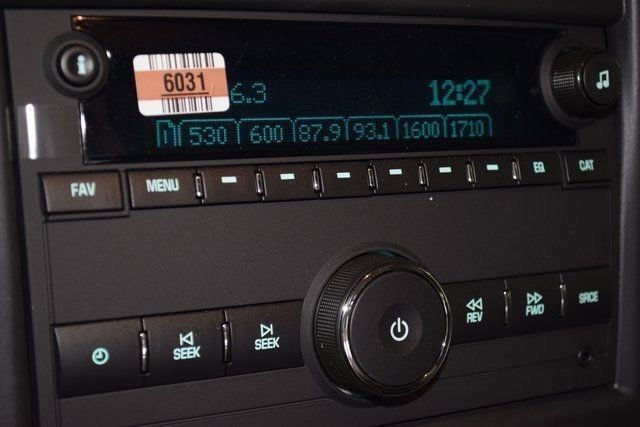 6031
6.3 12:27
530 600 87.9 93.1 1600 1710
FAV MENU EQ CAT
SEEK SEEK REV FWD SRCE